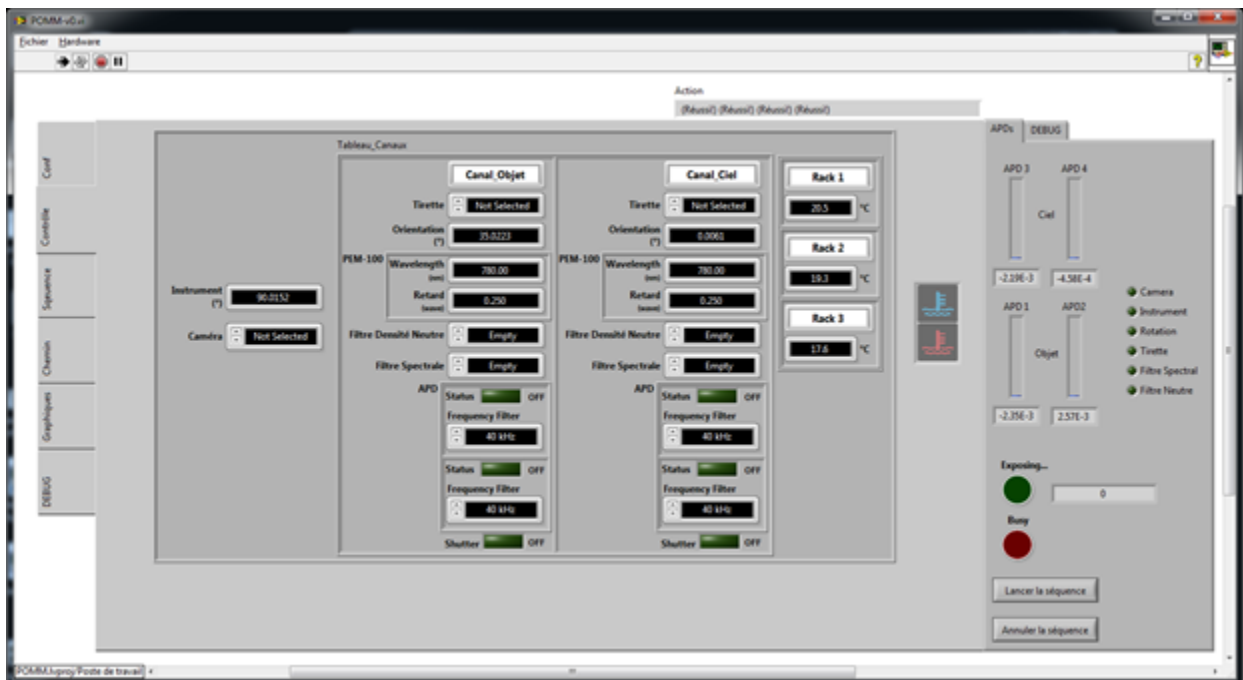 POMM-v0.vi
Fichier Hardware
Action
(Réussi!) (Réussi!) (Réussi!) (Réussi!)
Conf
Contrôle
Sqeuence
Chemin
Graphiques
DEBUG
Tableau_Canaux
Instrument
(°) 90.0152
Caméra Not Selected
Canal_Objet
Tirette Not Selected
Orientation
(°) 35.0223
PEM-100
Wavelength
(nm) 780.00
Retard
(wave) 0.250
Filtre Densité Neutre Empty
Filtre Spectrale Empty
APD
Status OFF
Frequency Filter
40 kHz
Status OFF
Frequency Filter
40 kHz
Shutter OFF
Canal_Ciel
Tirette Not Selected
Orientation
(°) 0.0061
PEM-100
Wavelength
(nm) 780.00
Retard
(wave) 0.250
Filtre Densité Neutre Empty
Filtre Spectrale Empty
APD
Status OFF
Frequency Filter
40 kHz
Status OFF
Frequency Filter
40 kHz
Shutter OFF
Rack 1
20.5 °C
Rack 2
19.3 °C
Rack 3
17.6 °C
APDs DEBUG
APD 3 APD 4
Ciel
-2.19E-3 -4.58E-4
APD 1 APD2
Objet
-2.35E-3 2.57E-3
Camera
Instrument
Rotation
Tirette
Filtre Spectral
Filtre Neutre
Exposing...
0
Busy
Lancer la séquence
Annuler la séquence
POMM.lvproj/Poste de travail